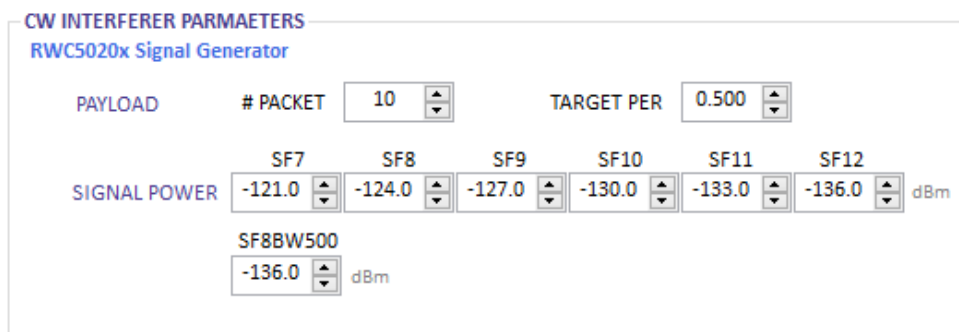 CW INTERFERER PARMAETERS
RWC5020x Signal Generator
PAYLOAD # PACKET 10 TARGET PER 0.500
SF7 SF8 SF9 SF10 SF11 SF12
SIGNAL POWER -121.0 -124.0 -127.0 -130.0 -133.0 -136.0 dBm
SF8BW500
-136.0 dBm